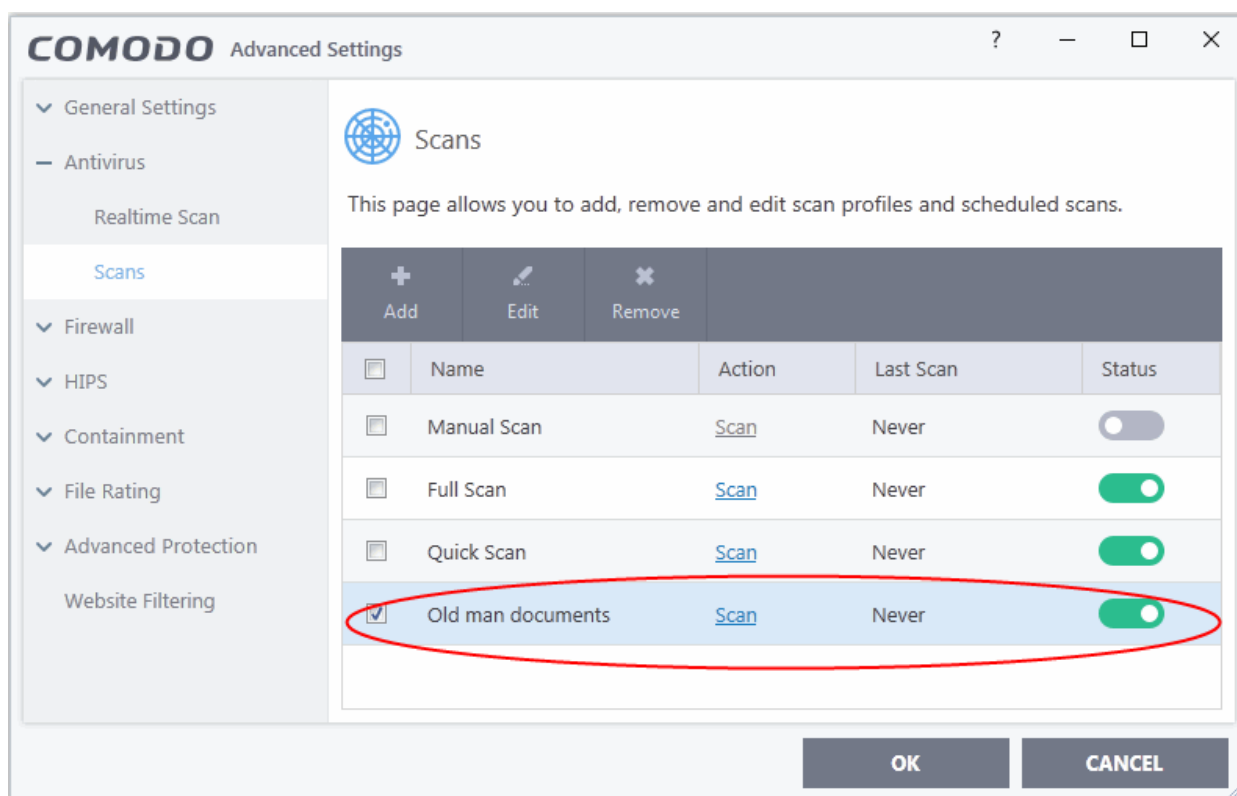 COMODO Advanced Settings
?
General Settings
Antivirus
Realtime Scan
Scans
Firewall
HIPS
Containment
File Rating
Advanced Protection
Website Filtering
Scans
This page allows you to add, remove and edit scan profiles and scheduled scans.
Add Edit Remove
Name Action Last Scan Status
Manual Scan Scan Never
Full Scan Scan Never
Quick Scan Scan Never
Old man documents Scan Never
OK CANCEL